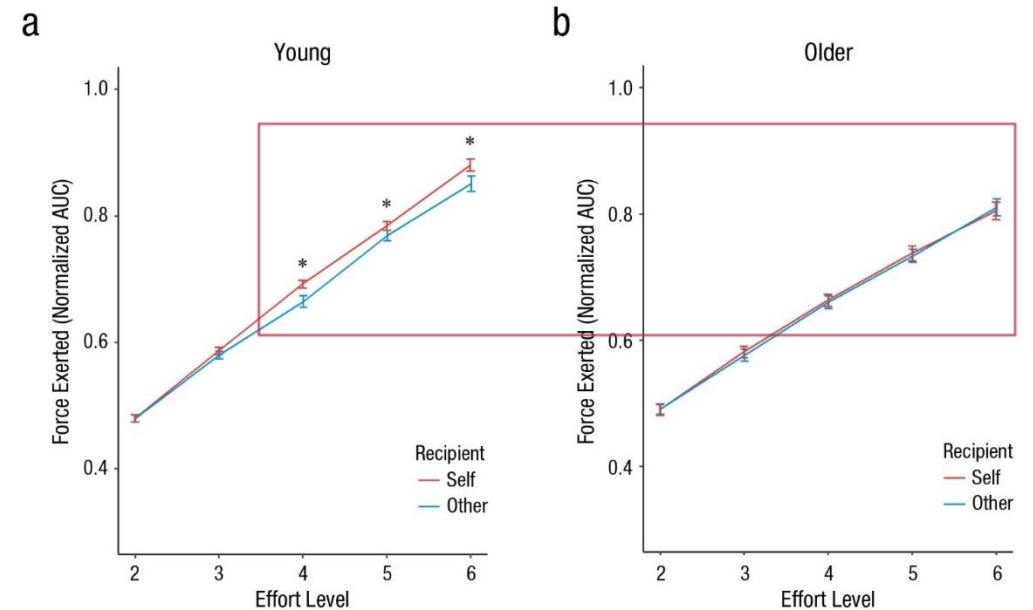 a
Young
Force Exerted (Normalized AUC)
1.0
0.8
0.6
0.4
*
*
*
Recipient
Self
Other
2 3 4 5 6
Effort Level
b
Older
Force Exerted (Normalized AUC)
1.0
0.8
0.6
0.4
Recipient
Self
Other
2 3 4 5 6
Effort Level